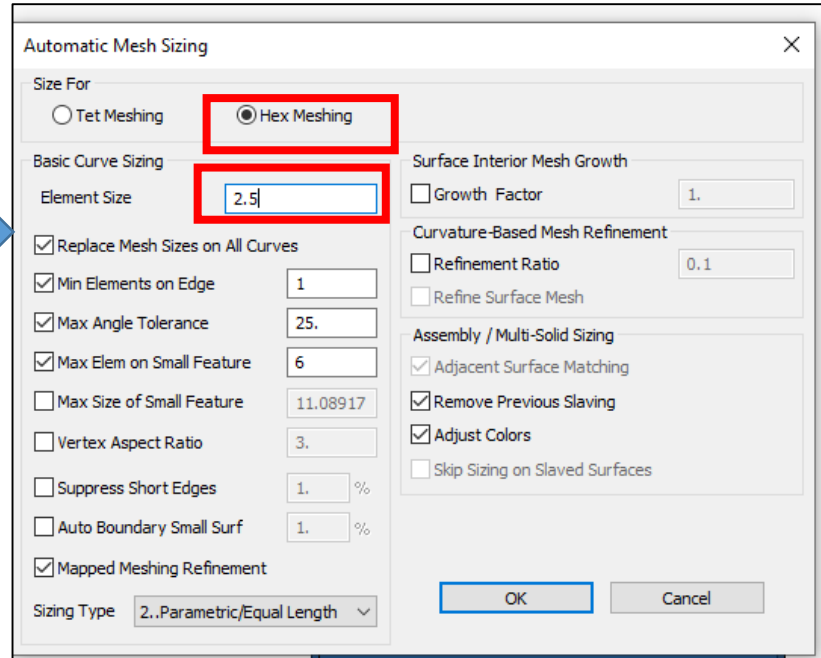 Automatic Mesh Sizing
Size For
Tet Meshing
Hex Meshing
Basic Curve Sizing
Element Size 2.5
Replace Mesh Sizes on All Curves
Min Elements on Edge 1
Max Angle Tolerance 25.
Max Elem on Small Feature 6
Max Size of Small Feature 11.08917
Vertex Aspect Ratio 3.
Suppress Short Edges 1. %
Auto Boundary Small Surf 1. %
Mapped Meshing Refinement
Sizing Type 2..Parametric/Equal Length
Surface Interior Mesh Growth
Growth Factor 1.
Curvature-Based Mesh Refinement
Refinement Ratio 0.1
Refine Surface Mesh
Assembly / Multi-Solid Sizing
Adjacent Surface Matching
Remove Previous Slaving
Adjust Colors
Skip Sizing on Slaved Surfaces
OK
Cancel